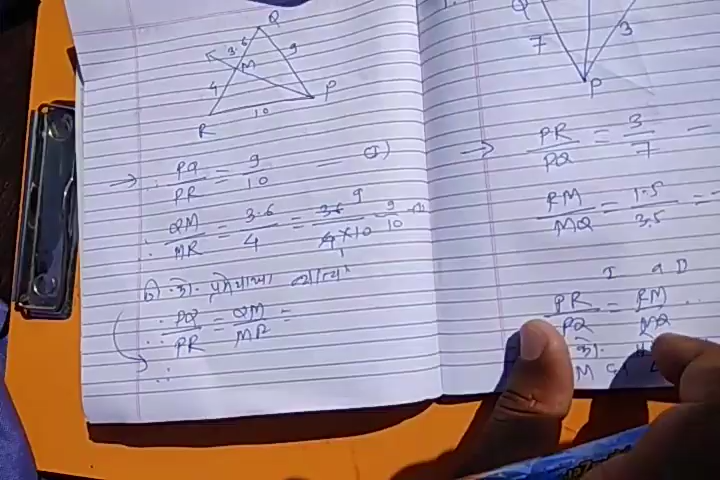 Q
3.6
9
M
4
P
10
R
∴ PQ/PR = 9/10 — (I)
∴ QM/MR = 3.6/4 = 36/4×10 9/10
∴ PQ/PR = QM/MR =
∴
Q
7
3
P
PR/PQ = 3/7 —
RM/MQ = 1.5/3.5 =
PR/PQ = RM/MQ